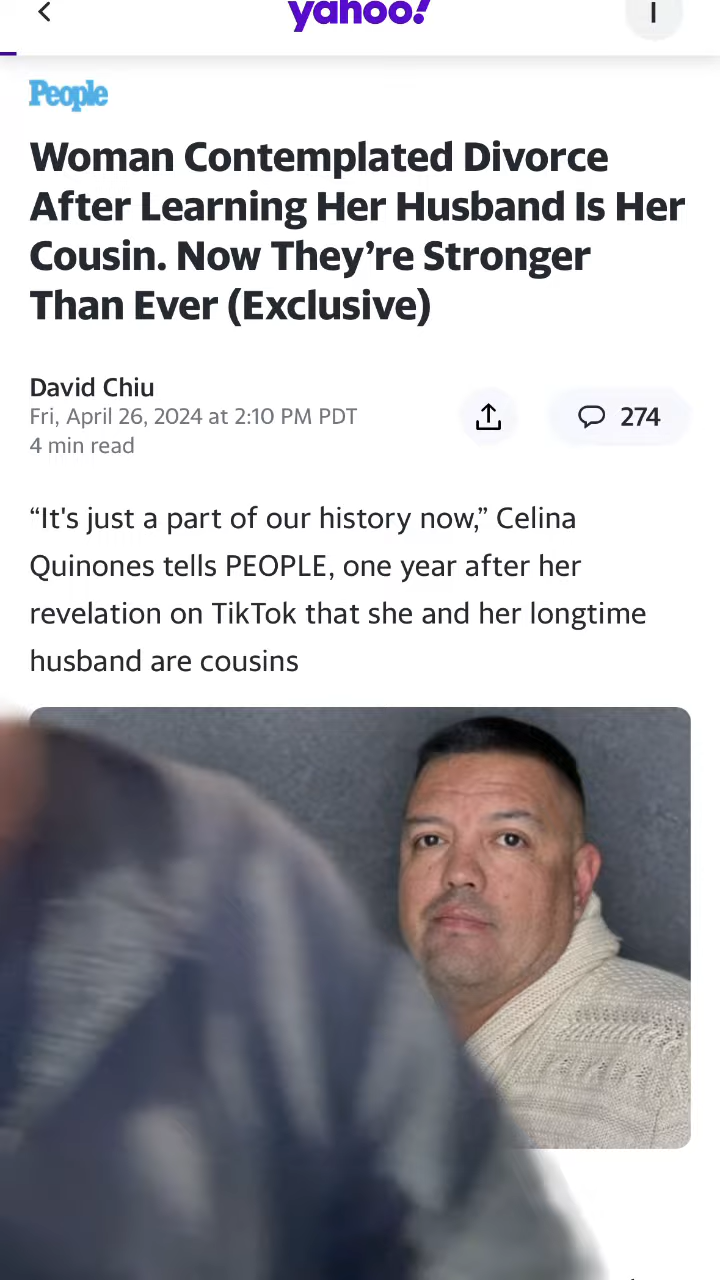 yahoo!
People
Woman Contemplated Divorce
After Learning Her Husband Is Her
Cousin. Now They’re Stronger
Than Ever (Exclusive)
David Chiu
Fri, April 26, 2024 at 2:10 PM PDT
4 min read
274
“It's just a part of our history now,” Celina
Quinones tells PEOPLE, one year after her
revelation on TikTok that she and her longtime
husband are cousins